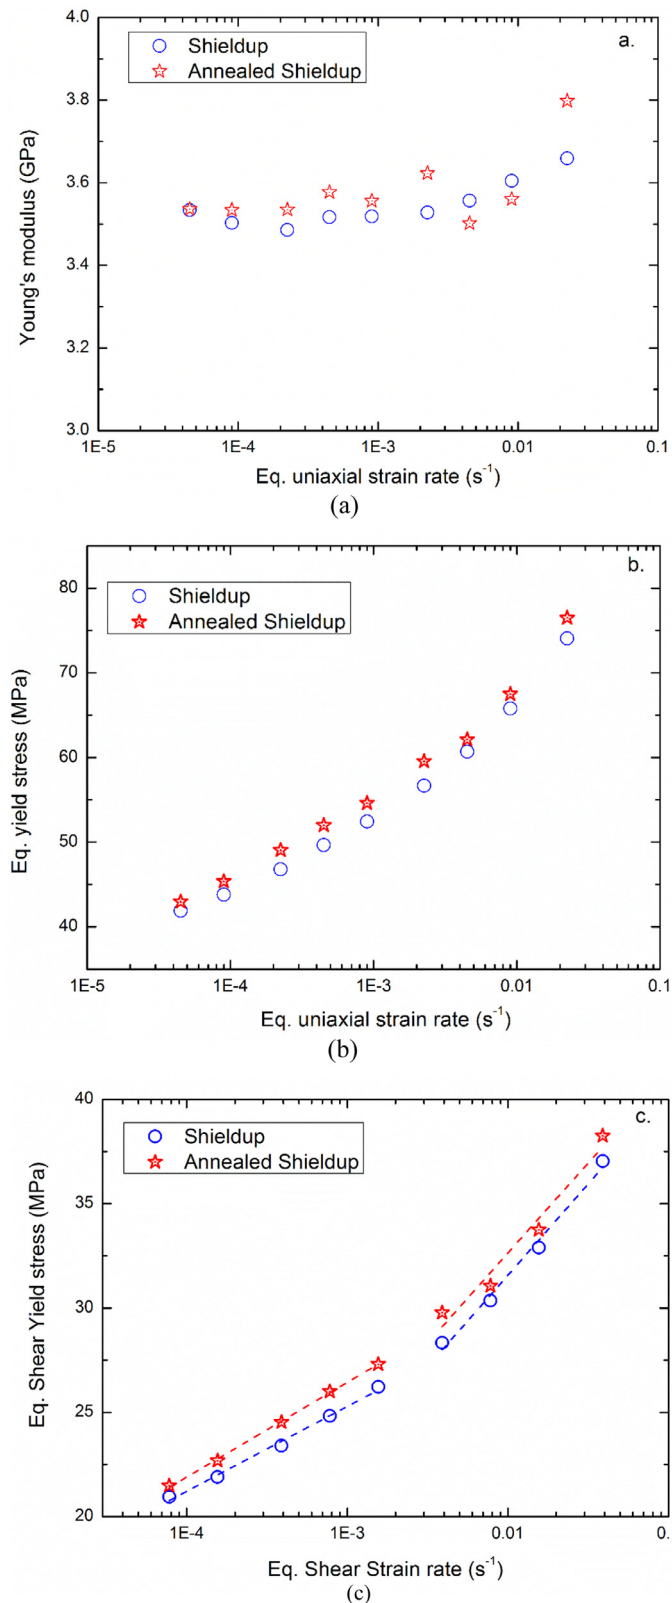 4.0
Shieldup
a.
Annealed Shieldup
3.8
3.6
3.4
3.2
3.0
Young's modulus (GPa)
1E-5
1E-4
1E-3
0.01
0.1
Eq. uniaxial strain rate (s⁻¹)
(a)
b.
Shieldup
Annealed Shieldup
80
70
60
50
40
Eq. yield stress (MPa)
1E-5
1E-4
1E-3
0.01
0.1
Eq. uniaxial strain rate (s⁻¹)
(b)
40
c.
Shieldup
Annealed Shieldup
35
30
25
20
Eq. Shear Yield stress (MPa)
1E-4
1E-3
0.01
0.
Eq. Shear Strain rate (s⁻¹)
(c)